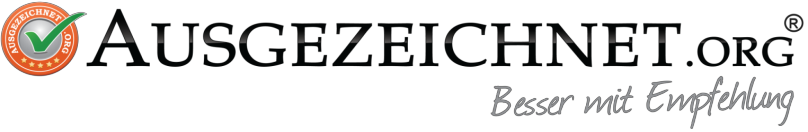 AUSGEZEICHNET.ORG
AUSGEZEICHNET.ORG®
Besser mit Empfehlung